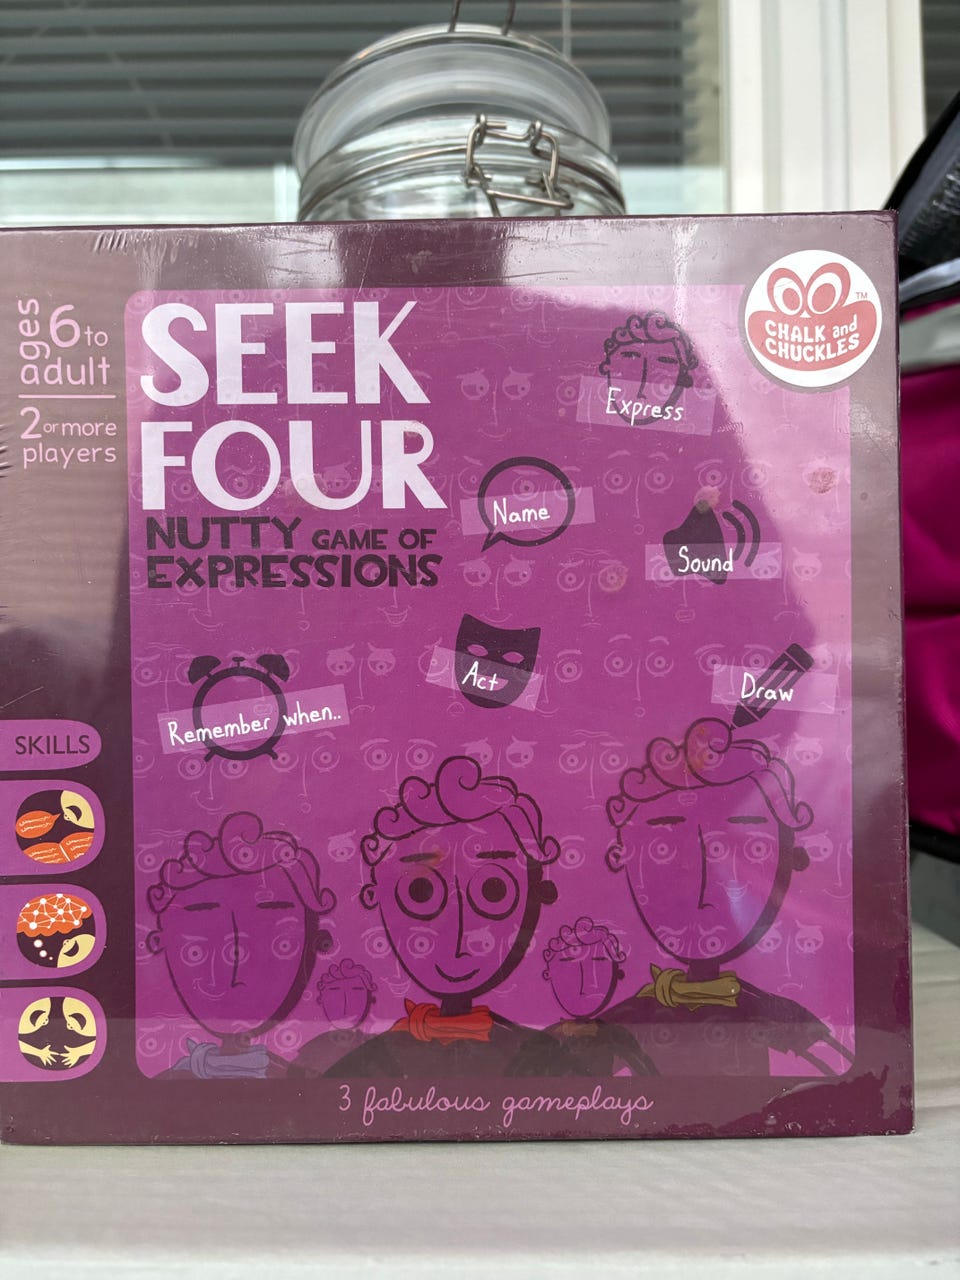 ages
6 to
adult
2 or more
players
SEEK
FOUR
NUTTY GAME OF
EXPRESSIONS
CHALK and
CHUCKLES
TM
Express
Name
Sound
Act
Remember when..
Draw
SKILLS
3 fabulous gameplays